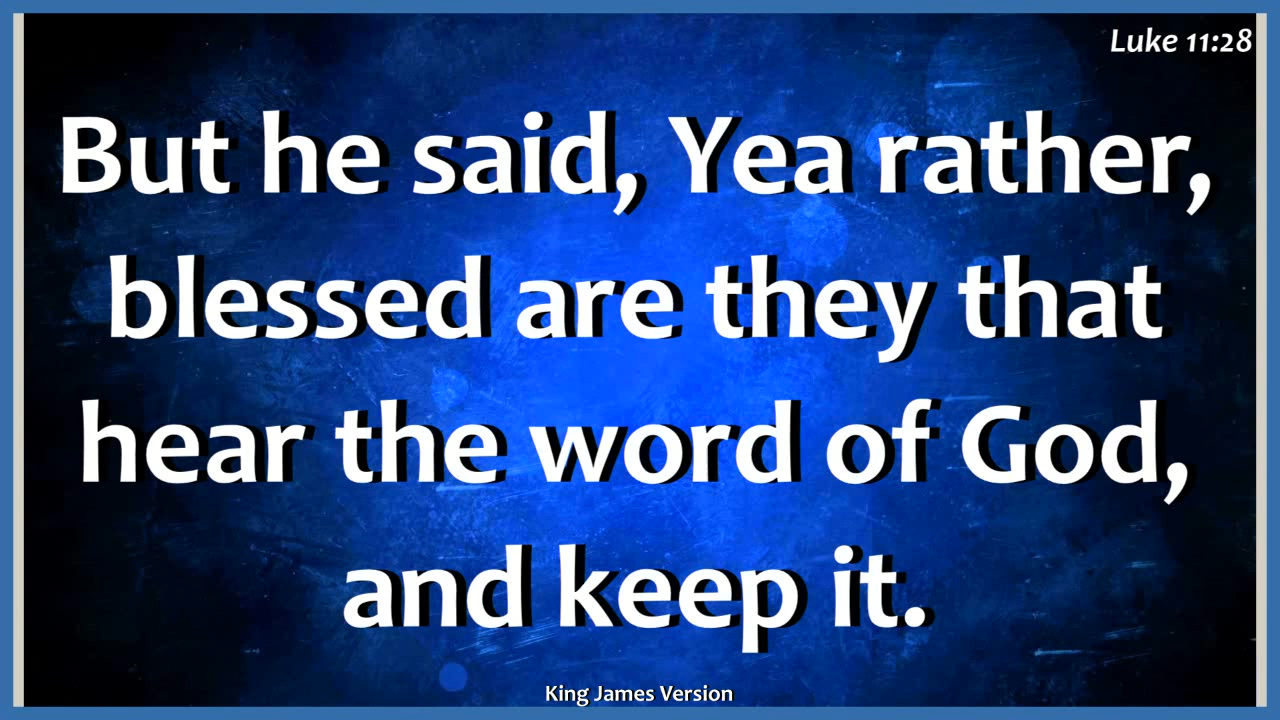 Luke 11:28
But he said, Yea rather,
blessed are they that
hear the word of God,
and keep it.
King James Version